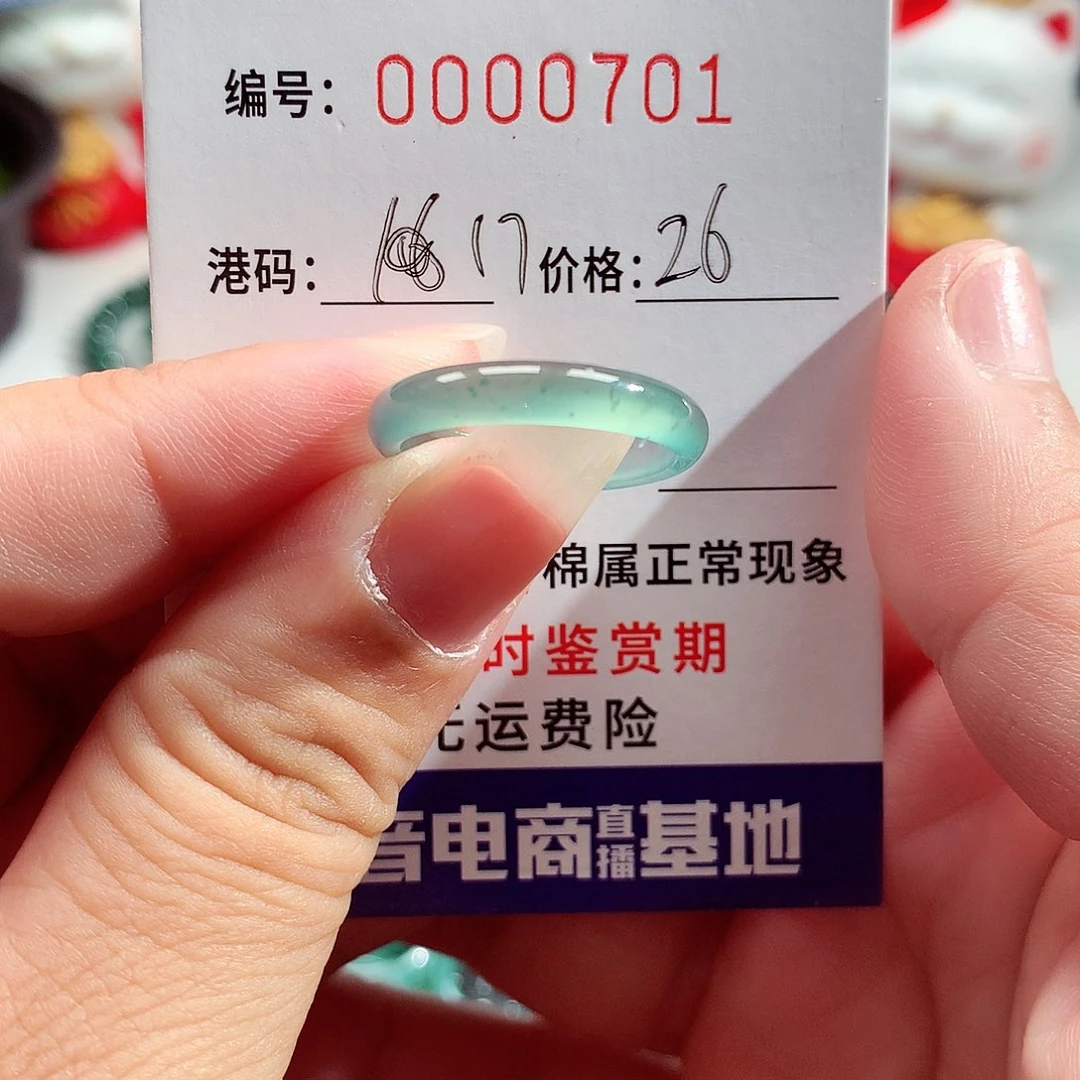 编号：0000701
港码：17 价格：26
棉属正常现象
时鉴赏期
运费险
音电商直播基地